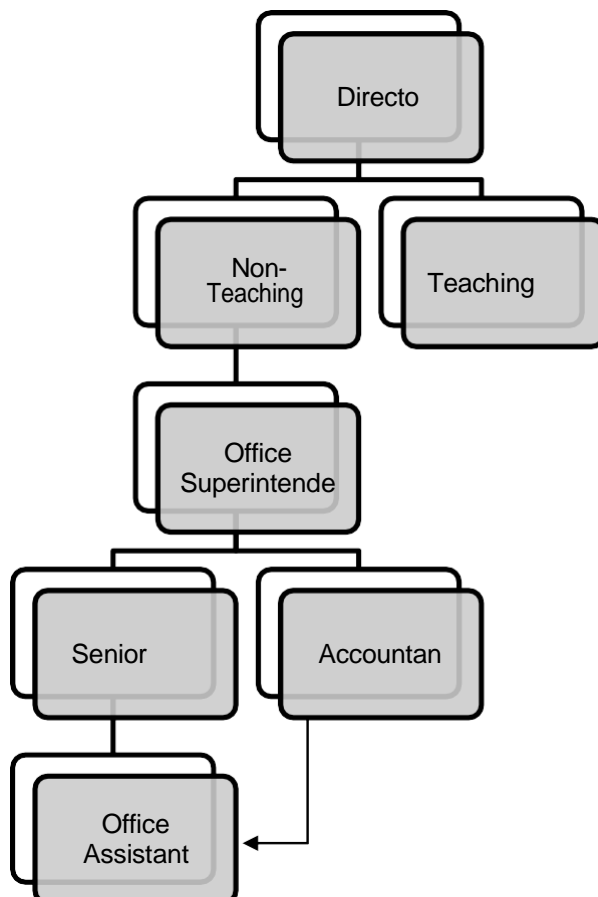 Directo
Non-
Teaching
Teaching
Office
Superintende
Senior
Accountan
Office
Assistant